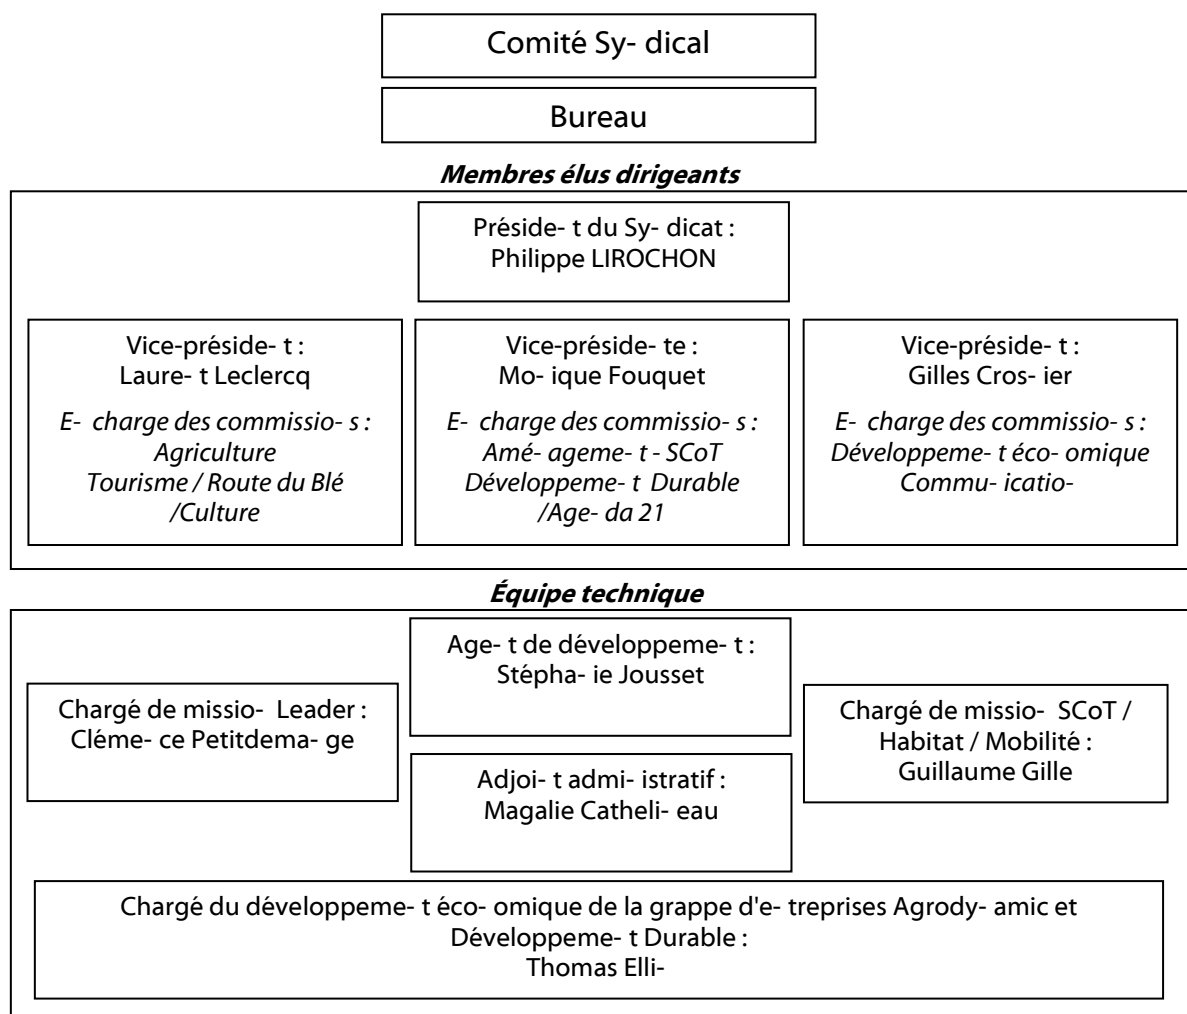 Comité Sy- dical
Bureau
Membres élus dirigeants
Préside- t du Sy- dicat :
Philippe LIROCHON
Vice-préside- t :
Laure- t Leclercq
E- charge des commissio- s :
Agriculture
Tourisme / Route du Blé
/Culture
Vice-préside- te :
Mo- ique Fouquet
E- charge des commissio- s :
Amé- ageme- t - SCoT
Développeme- t Durable
/Age- da 21
Vice-préside- t :
Gilles Cros- ier
E- charge des commissio- s :
Développeme- t éco- omique
Commu- icatio-
Équipe technique
Age- t de développeme- t :
Stépha- ie Jousset
Chargé de missio- Leader :
Cléme- ce Petitdema- ge
Chargé de missio- SCoT /
Habitat / Mobilité :
Guillaume Gille
Adjoi- t admi- istratif :
Magalie Catheli- eau
Chargé du développeme- t éco- omique de la grappe d'e- treprises Agrody- amic et
Développeme- t Durable :
Thomas Elli-